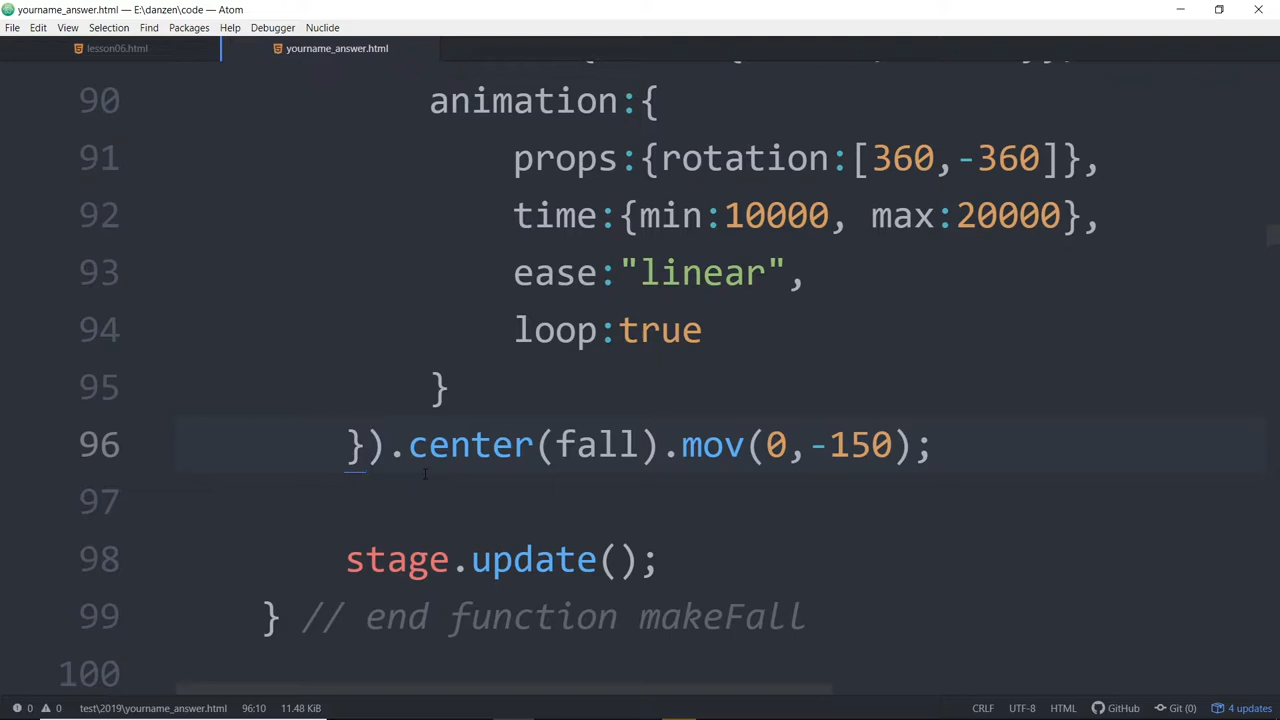 yourname_answer.html — E:\danzen\code — Atom
File Edit View Selection Find Packages Help Debugger Nuclide
lesson06.html yourname_answer.html
90 animation:{
91 props:{rotation:[360,-360]},
92 time:{min:10000, max:20000},
93 ease:"linear",
94 loop:true
95 }
96 }).center(fall).mov(0,-150);
97
98 stage.update();
99 } // end function makeFall
100
0 0 test\2019\yourname_answer.html 96:10 11.48 KiB CRLF UTF-8 HTML GitHub Git (0) 4 updates